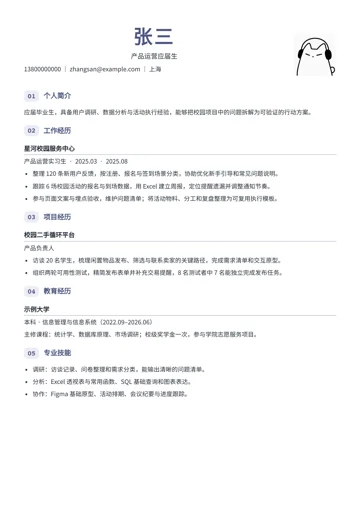 张三
产品运营应届生
13800000000 | zhangsan@example.com | 上海
01 个人简介
应届毕业生，具备用户调研、数据分析与活动执行经验，能够把校园项目中的问题拆解为可验证的行动方案。
02 工作经历
星河校园服务中心
产品运营实习生 · 2025.03 · 2025.08
• 整理 120 条新用户反馈，按注册、报名与签到场景分类，协助优化新手引导和常见问题说明。
• 跟踪 6 场校园活动的报名与到场数据，用 Excel 建立周报，定位提醒遗漏并调整通知节奏。
• 参与页面文案与埋点验收，维护问题清单；将活动物料、分工和复盘整理为可复用执行模板。
03 项目经历
校园二手循环平台
产品负责人
• 访谈 20 名学生，梳理闲置物品发布、筛选与联系卖家的关键路径，完成需求清单和交互原型。
• 组织两轮可用性测试，精简发布表单并补充交易提醒，8 名测试者中 7 名能独立完成发布任务。
04 教育经历
示例大学
本科 · 信息管理与信息系统（2022.09–2026.06）
主修课程：统计学、数据库原理、市场调研；校级奖学金一次，参与学院志愿服务项目。
05 专业技能
• 调研：访谈记录、问卷整理和需求分类，能输出清晰的问题清单。
• 分析：Excel 透视表与常用函数、SQL 基础查询和图表表达。
• 协作：Figma 基础原型、活动排期、会议纪要与进度跟踪。